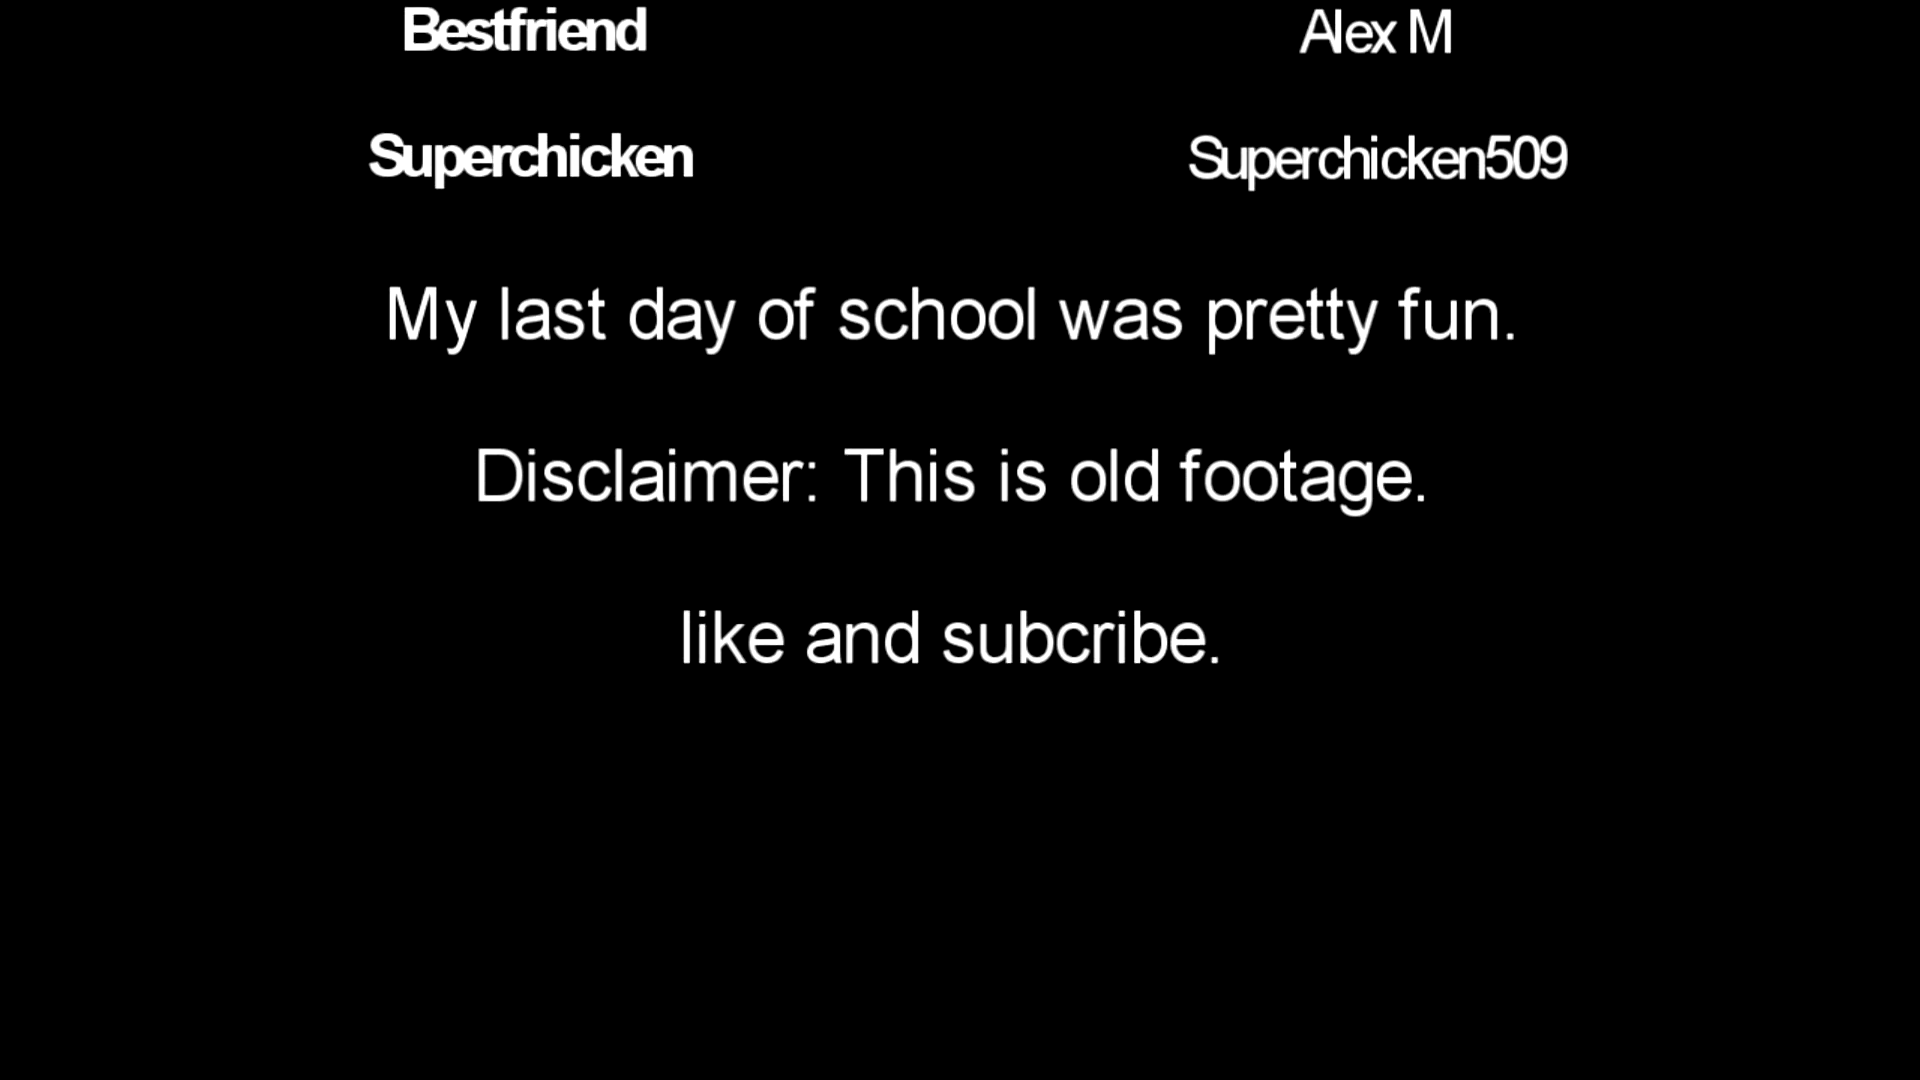 Bestfriend Alex M
Superchicken Superchicken509
My last day of school was pretty fun.
Disclaimer: This is old footage.
like and subcribe.